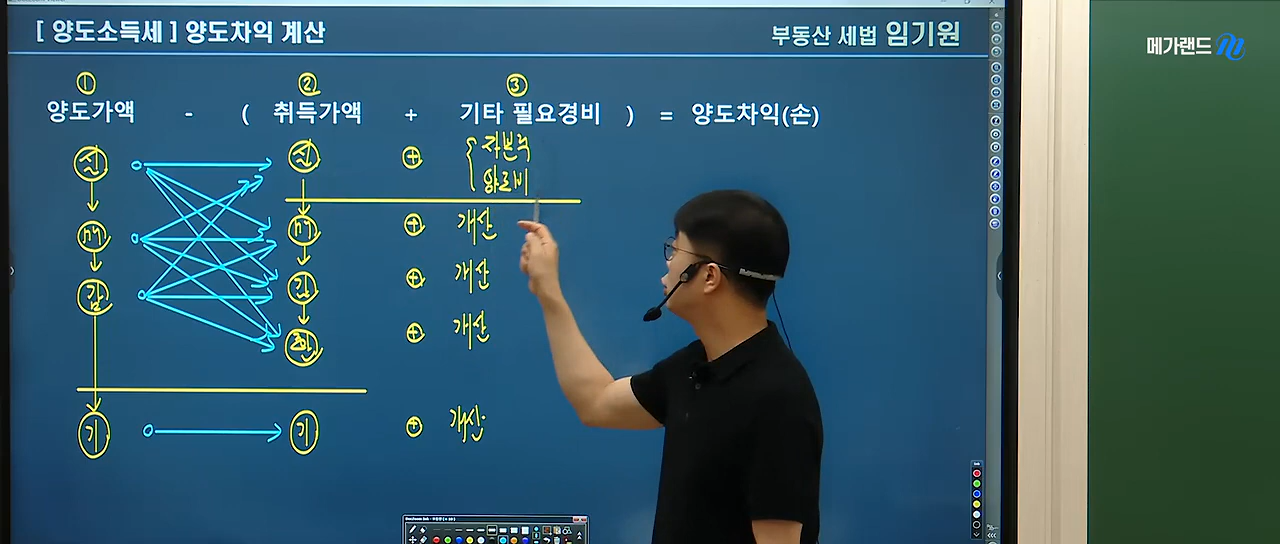 [ 양도소득세 ] 양도차익 계산
부동산 세법 임기원
메가랜드
① ② ③
양도가액 - ( 취득가액 + 기타 필요경비 ) = 양도차익(손)
실 실 + 자본적
양도비
매 매 + 개산
감 감 + 개산
환 + 개산
기 기 + 개산